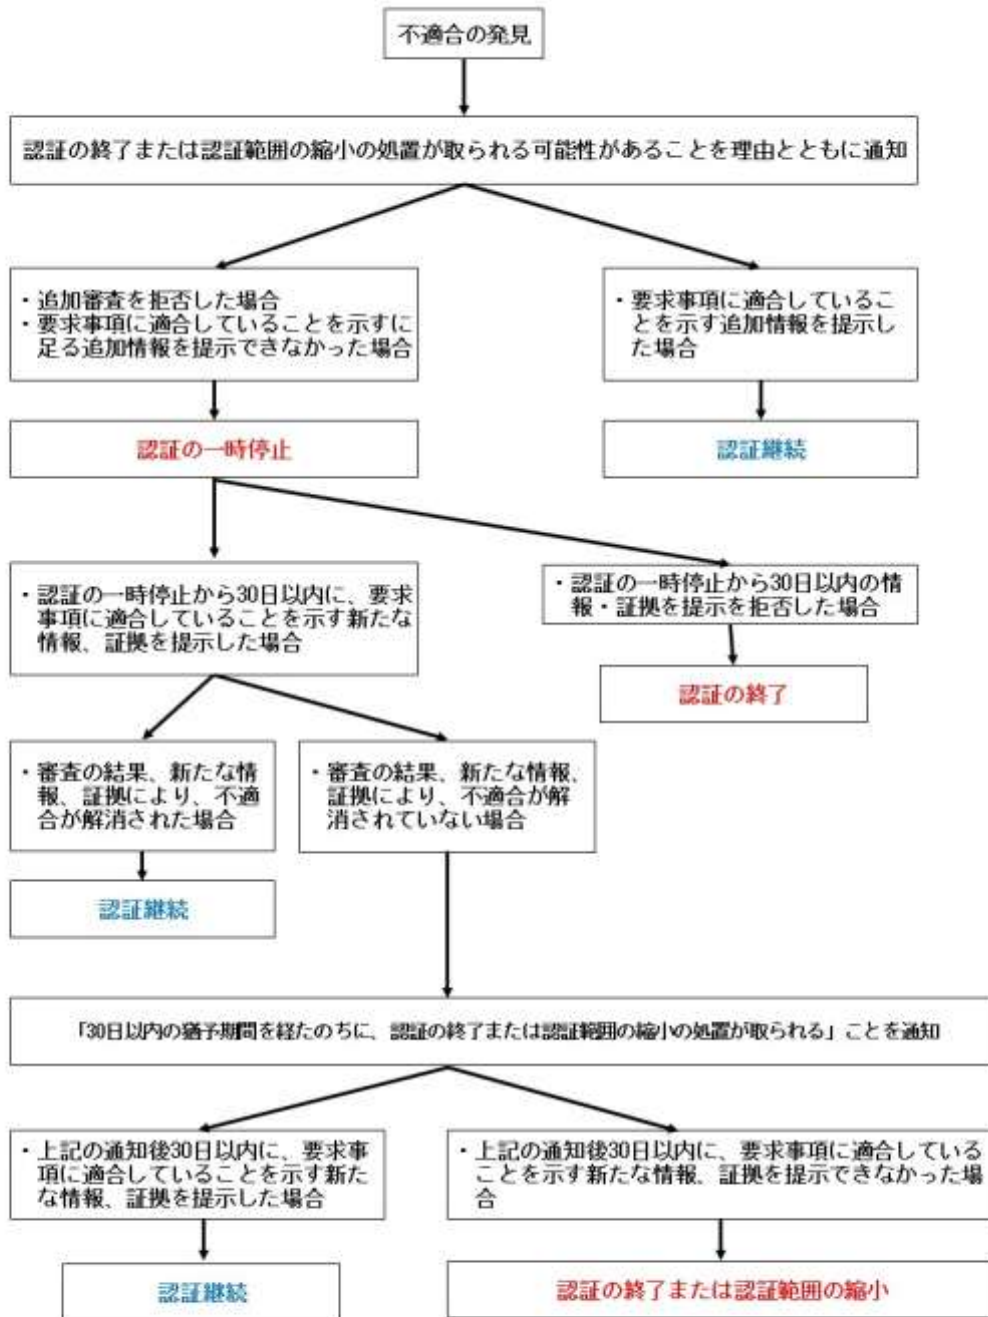 不適合の発見
認証の終了または認証範囲の縮小の処置が取られる可能性があることを理由とともに通知
・追加審査を拒否した場合
・要求事項に適合していることを示すに
足る追加情報を提示できなかった場合
・要求事項に適合しているこ
とを示す追加情報を提示し
た場合
認証の一時停止
認証継続
・認証の一時停止から30日以内に、要求
事項に適合していることを示す新たな
情報、証拠を提示した場合
・認証の一時停止から30日以内の情
報・証拠を提示を拒否した場合
認証の終了
・審査の結果、新たな情
報、証拠により、不適
合が解消された場合
・審査の結果、新たな情報、
証拠により、不適合が解
消されていない場合
認証継続
「30日以内の猶予期間を経たのちに、認証の終了または認証範囲の縮小の処置が取られる」ことを通知
・上記の通知後30日以内に、要求事
項に適合していることを示す新た
な情報、証拠を提示した場合
・上記の通知後30日以内に、要求事項に適合している
ことを示す新たな情報、証拠を提示できなかった場
合
認証継続
認証の終了または認証範囲の縮小